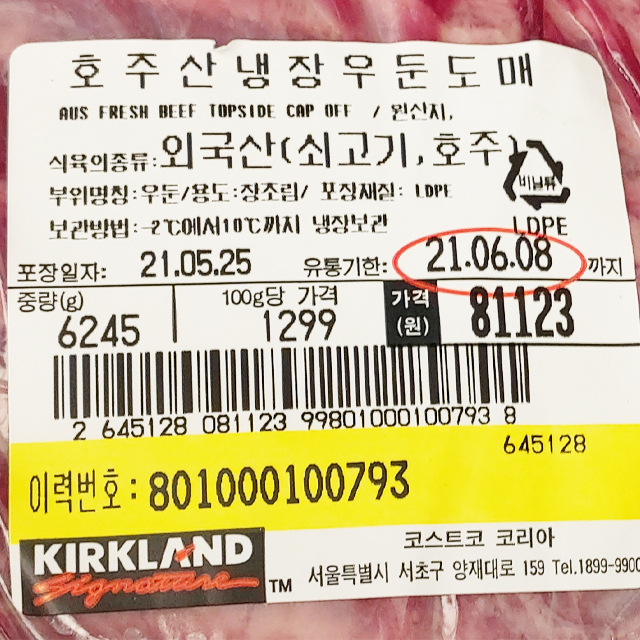 호주산냉장우둔도매
AUS FRESH BEEF TOPSIDE CAP OFF / 원산지,
식육의종류:외국산(쇠고기,호주)
부위명칭:우둔/용도:장조림/ 포장재질: LDPE
비닐류
LDPE
보관방법:-2℃에서10℃까지 냉장보관
포장일자: 21.05.25 유통기한: 21.06.08 까지
중량(g) 100g당 가격 가격(원)
6245 1299 81123
2 645128 081123 99801000100793 8
645128
이력번호: 801000100793
KIRKLAND
Signature TM
코스트코 코리아
서울특별시 서초구 양재대로 159 Tel.1899-9900